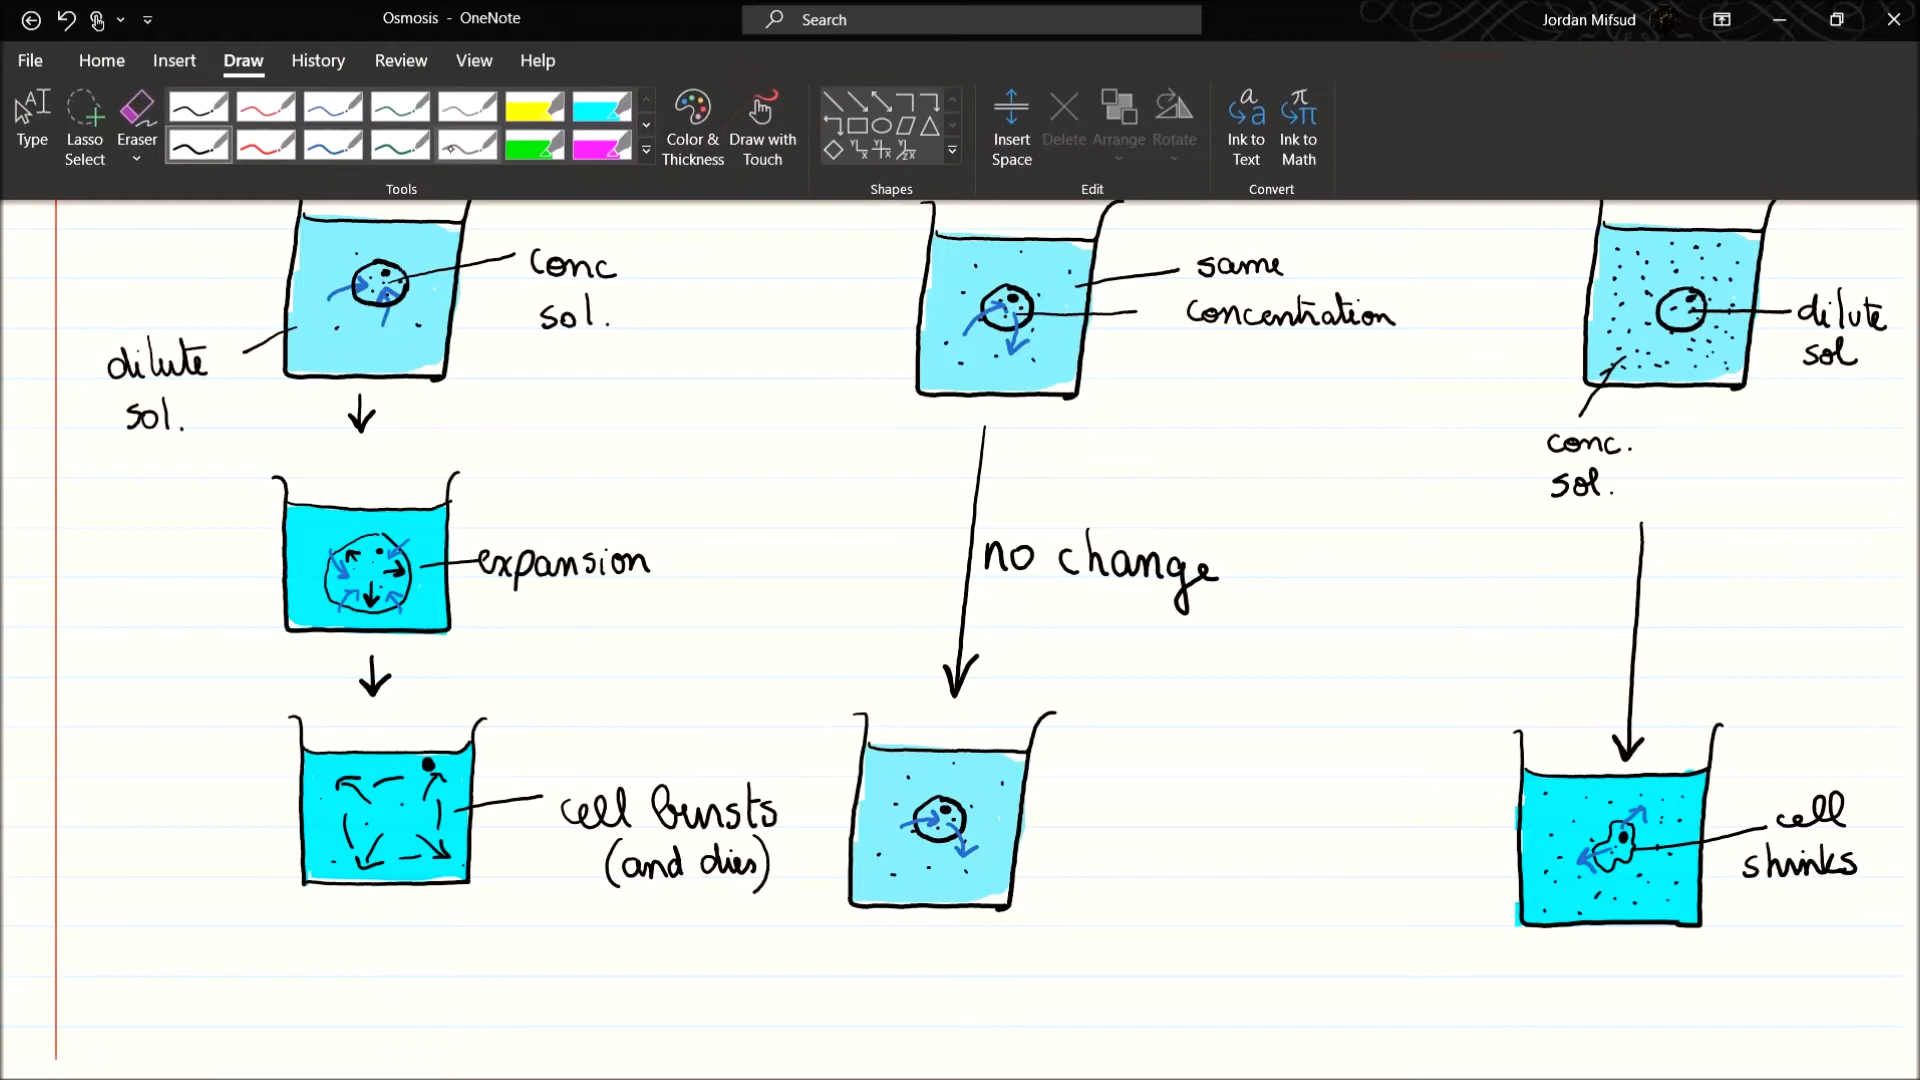 Osmosis - OneNote
Search
Jordan Mifsud
File
Home
Insert
Draw
History
Review
View
Help
Type
Lasso
Select
Eraser
Color &
Thickness
Draw with
Touch
Insert
Space
Delete
Arrange
Rotate
Ink to
Text
Ink to
Math
Tools
Shapes
Edit
Convert
conc
sol.
dilute
sol.
same
concentration
dilute
sol
conc.
sol.
expansion
no change
cell bursts
(and dies)
cell
shrinks